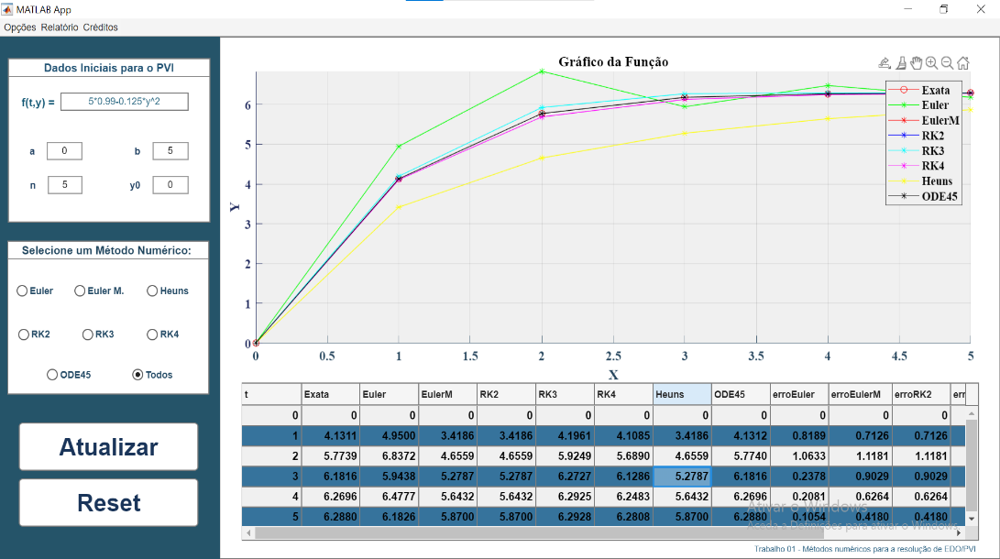 MATLAB App
Opções Relatório Créditos
Dados Iniciais para o PVI
f(t,y) = 5*0.99-0.125*y^2
a 0 b 5
n 5 y0 0
Selecione um Método Numérico:
Euler Euler M. Heuns
RK2 RK3 RK4
ODE45 Todos
Atualizar
Reset
Gráfico da Função
Y
6
5
4
3
2
1
0
0 0.5 1 1.5 2 2.5 3 3.5 4 4.5 5
X
Exata
Euler
EulerM
RK2
RK3
RK4
Heuns
ODE45
t Exata Euler EulerM RK2 RK3 RK4 Heuns ODE45 erroEuler erroEulerM erroRK2 err
0 0 0 0 0 0 0 0 0 0 0 0
1 4.1311 4.9500 3.4186 3.4186 4.1961 4.1085 3.4186 4.1312 0.8189 0.7126 0.7126
2 5.7739 6.8372 4.6559 4.6559 5.9249 5.6890 4.6559 5.7740 1.0633 1.1181 1.1181
3 6.1816 5.9438 5.2787 5.2787 6.2727 6.1286 5.2787 6.1816 0.2378 0.9029 0.9029
4 6.2696 6.4777 5.6432 5.6432 6.2925 6.2483 5.6432 6.2696 0.2081 0.6264 0.6264
5 6.2880 6.1826 5.8700 5.8700 6.2928 6.2808 5.8700 6.2880 0.1054 0.4180 0.4180
Ativar o Windows
Aceda a Definições para ativar o Windows.
Trabalho 01 - Métodos numéricos para a resolução de EDO/PVI